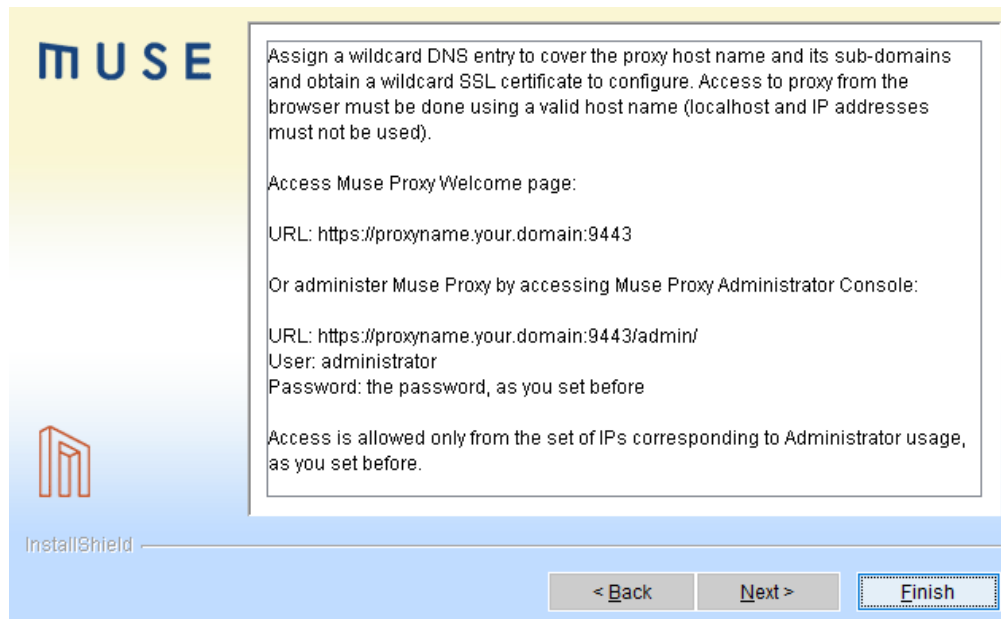 MUSE
Assign a wildcard DNS entry to cover the proxy host name and its sub-domains
and obtain a wildcard SSL certificate to configure. Access to proxy from the
browser must be done using a valid host name (localhost and IP addresses
must not be used).
Access Muse Proxy Welcome page:
URL: https://proxyname.your.domain:9443
Or administer Muse Proxy by accessing Muse Proxy Administrator Console:
URL: https://proxyname.your.domain:9443/admin/
User: administrator
Password: the password, as you set before
Access is allowed only from the set of IPs corresponding to Administrator usage,
as you set before.
InstallShield
< Back Next > Finish